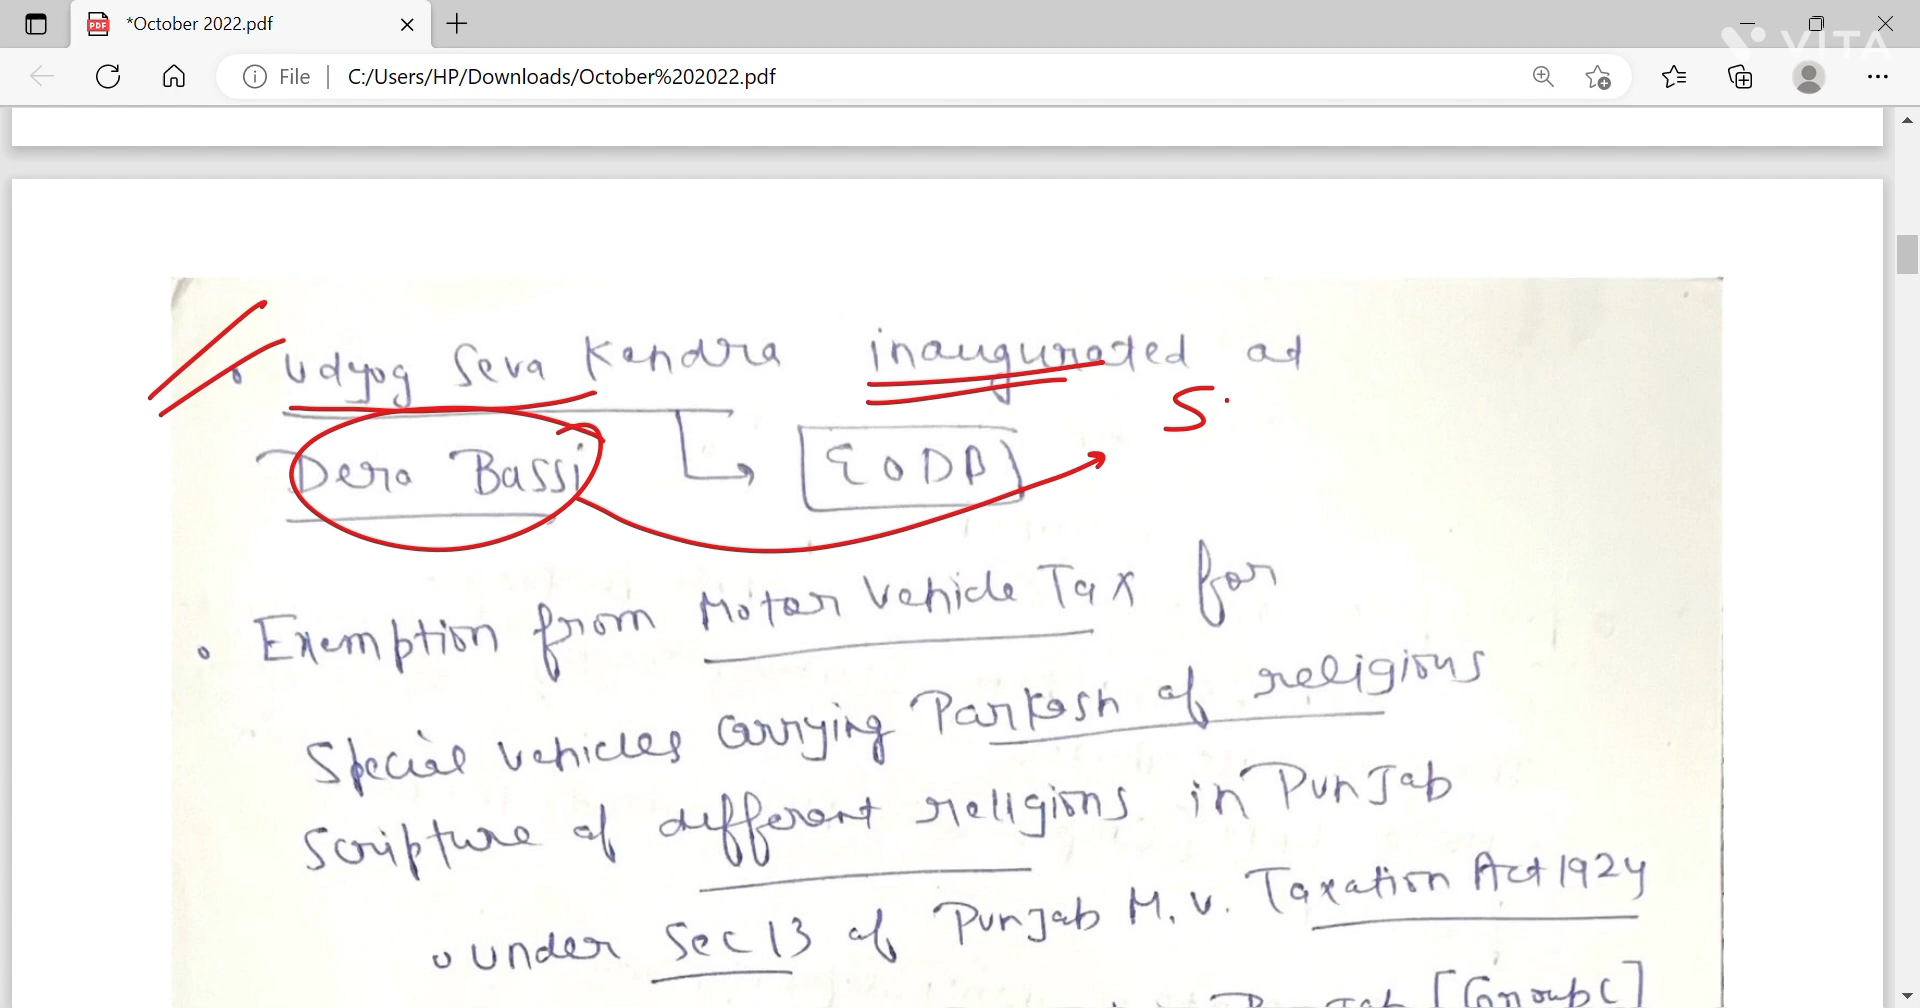 *October 2022.pdf
VITA
File C:/Users/HP/Downloads/October%202022.pdf
Udyog Seva Kendra inaugurated at
S.
Dera Bassi [EODB]
Exemption from Motor Vehicle Tax for
Special vehicles carrying Parkash of religious
Scripture of different religions in Punjab
under Sec 13 of Punjab M. V. Taxation Act 1924
[Group C]